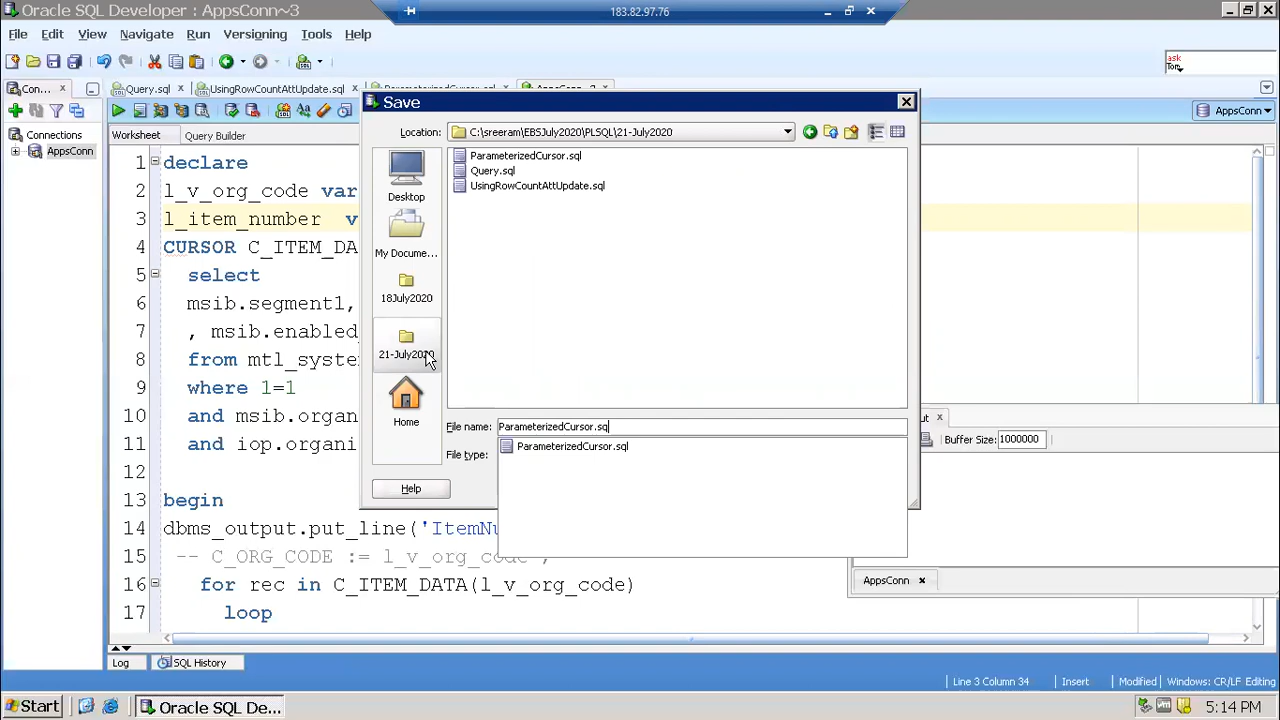 Oracle SQL Developer : AppsConn~3
183.82.97.76
File Edit View Navigate Run Versioning Tools Help
ask
Tom
Con...
Query.sql
UsingRowCountAttUpdate.sql
AppsConn
Connections
AppsConn
Worksheet
Query Builder
1 declare
2 l_v_org_code var
3 l_item_number v
4 CURSOR C_ITEM_DA
5 select
6 msib.segment1,
7 , msib.enabled
8 from mtl_syste
9 where 1=1
10 and msib.organ
11 and iop.organi
12
13 begin
14 dbms_output.put_line('ItemNu
15 -- C_ORG_CODE := l_v_org_code ;
16 for rec in C_ITEM_DATA(l_v_org_code)
17 loop
Save
Location: C:\sreeram\EBSJuly2020\PLSQL\21-July2020
ParameterizedCursor.sql
Query.sql
UsingRowCountAttUpdate.sql
Desktop
My Docume...
18July2020
21-July2020
Home
File name: ParameterizedCursor.sq
ParameterizedCursor.sql
File type:
Help
Buffer Size: 1000000
AppsConn
Log
SQL History
Line 3 Column 34 Insert Modified Windows: CR/LF Editing
Start
Oracle SQL De...
5:14 PM